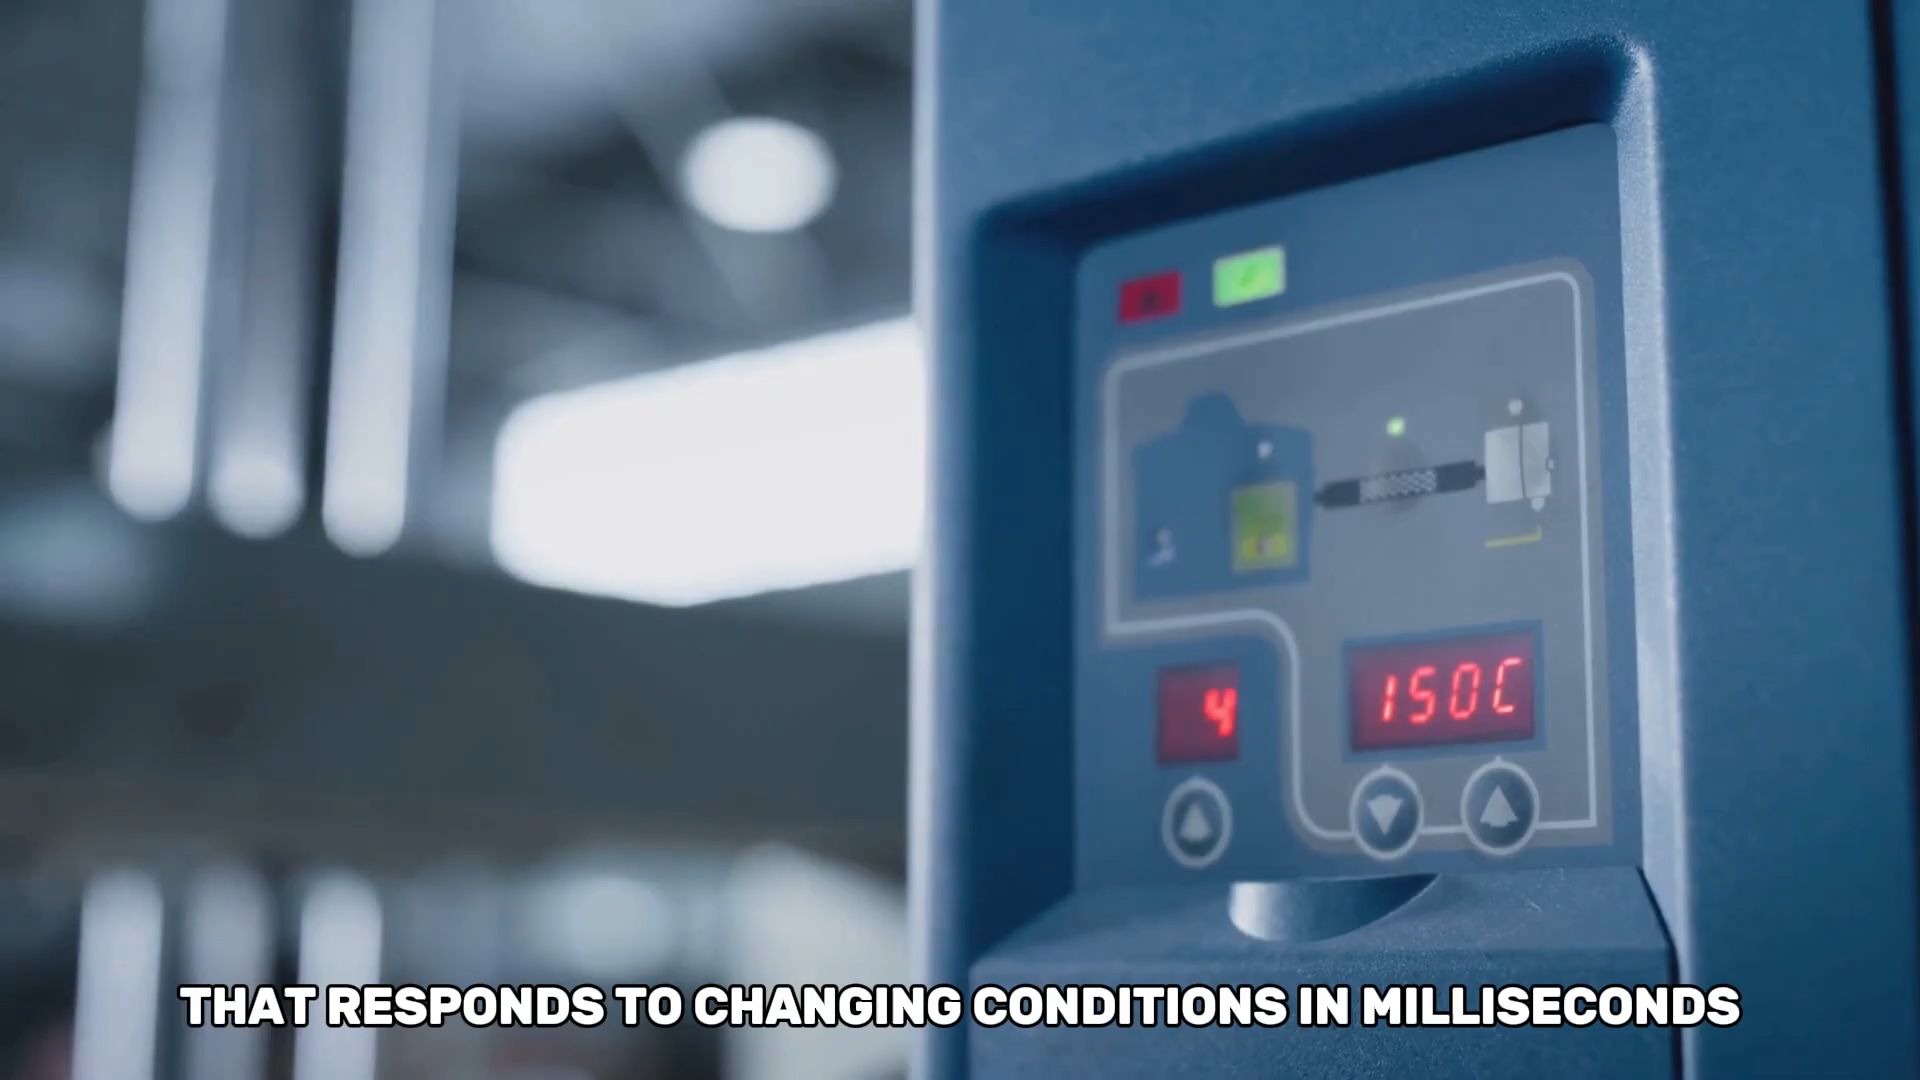 4
150C
THAT RESPONDS TO CHANGING CONDITIONS IN MILLISECONDS